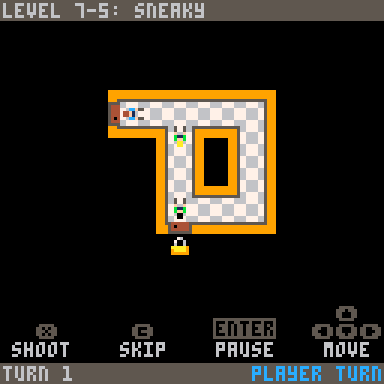 LEVEL 7-5: SNEAKY
X C ENTER
SHOOT SKIP PAUSE MOVE
TURN 1 PLAYER TURN